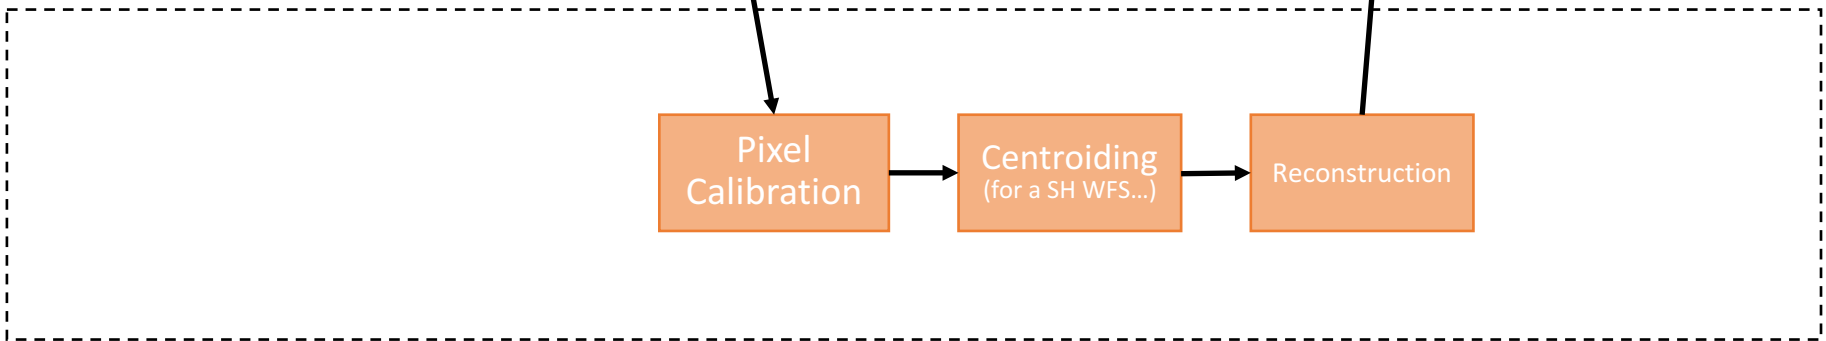 Pixel
Calibration
Centroiding
(for a SH WFS...)
Reconstruction